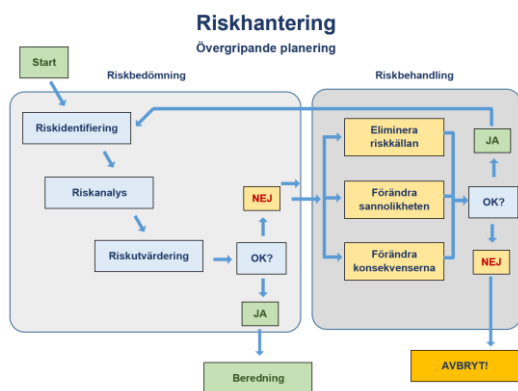 Riskhantering
Övergripande planering
Start
Riskbedömning
Riskbehandling
Riskidentifiering
Eliminera
riskkällan
JA
Riskanalys
NEJ
Förändra
sannolikheten
OK?
Riskutvärdering
OK?
Förändra
konsekvenserna
NEJ
JA
Beredning
AVBRYT!